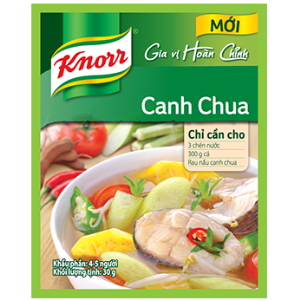 MỚI
Knorr
Gia vị Hoàn Chỉnh
Canh Chua
Chỉ cần cho
3 chén nước
300 g cá
Rau nấu canh chua
Khẩu phần: 4-5 người
Khối lượng tịnh: 30 g